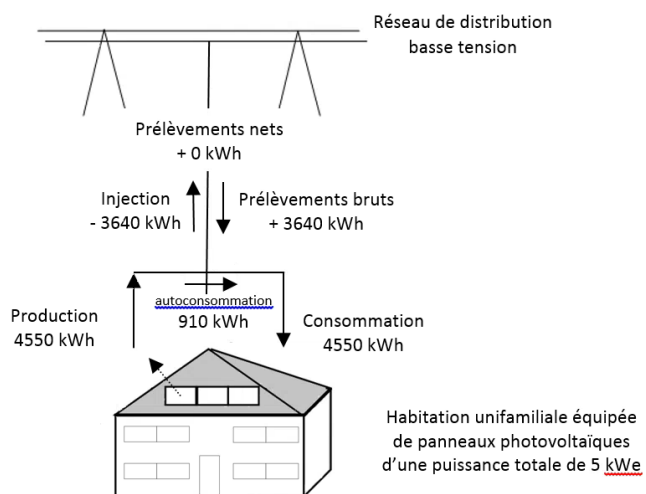 Réseau de distribution
basse tension
Prélèvements nets
+ 0 kWh
Injection
- 3640 kWh
Prélèvements bruts
+ 3640 kWh
autoconsommation
910 kWh
Production
4550 kWh
Consommation
4550 kWh
Habitation unifamiliale équipée
de panneaux photovoltaïques
d'une puissance totale de 5 kWe